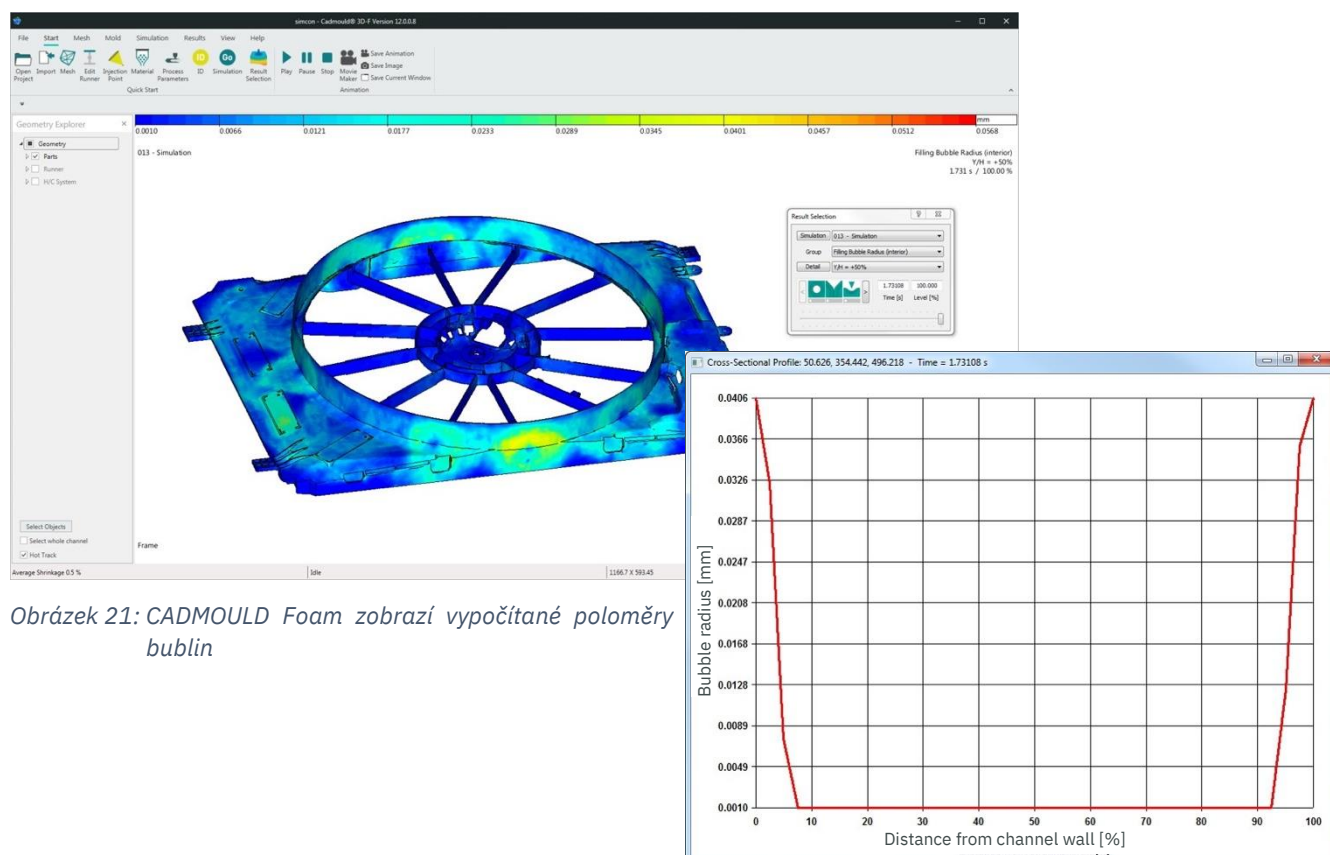 simcon - Cadmould® 3D-F Version 12.0.0.8
File Start Mesh Mold Simulation Results View Help
Open Project Import Mesh Edit Runner Injection Point Material Process Parameters ID Simulation Result Selection Play Pause Stop Movie Maker
Save Animation
Save Image
Save Current Window
Quick Start Animation
Geometry Explorer
Geometry
Parts
Runner
H/C System
mm
0.0010 0.0066 0.0121 0.0177 0.0233 0.0289 0.0345 0.0401 0.0457 0.0512 0.0568
013 - Simulation
Filling Bubble Radius (interior)
Y/H = +50%
1.731 s / 100.00 %
Result Selection
Simulation 013 - Simulation
Group Filling Bubble Radius (interior)
Detail Y/H = +50%
1.73108 100.000
Time [s] Level [%]
Select Objects
Select whole channel
Hot Track
Frame
Average Shrinkage 0.5 % Idle 1166.7 X 593.45
Obrázek 21: CADMOULD Foam zobrazí vypočítané poloměry
bublin
Cross-Sectional Profile: 50.626, 354.442, 496.218 - Time = 1.73108 s
Bubble radius [mm]
0.0406
0.0366
0.0326
0.0287
0.0247
0.0208
0.0168
0.0128
0.0089
0.0049
0.0010
0 10 20 30 40 50 60 70 80 90 100
Distance from channel wall [%]